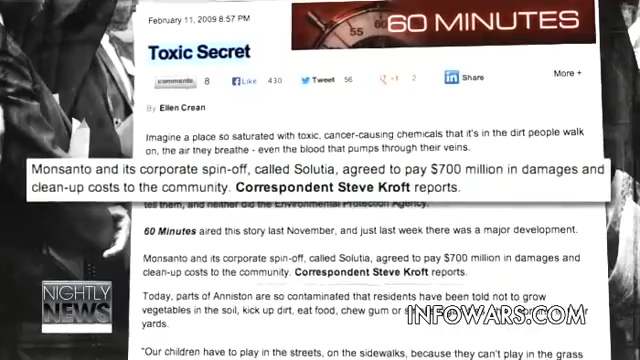 February 11, 2009 8:57 PM
60 MINUTES
55
60
Toxic Secret
comments 8 Like 430 Tweet 56 +1 2 in Share More +
By Ellen Crean
Imagine a place so saturated with toxic, cancer-causing chemicals that it's in the dirt people walk
on, the air they breathe - even the blood that pumps through their veins.
Monsanto and its corporate spin-off, called Solutia, agreed to pay $700 million in damages and
clean-up costs to the community. Correspondent Steve Kroft reports.
tell them, and neither did the Environmental Protection Agency.
60 Minutes aired this story last November, and just last week there was a major development.
Monsanto and its corporate spin-off, called Solutia, agreed to pay $700 million in damages and
clean-up costs to the community. Correspondent Steve Kroft reports.
Today, parts of Anniston are so contaminated that residents have been told not to grow
vegetables in the soil, kick up dirt, eat food, chew gum or
yards.
"Our children have to play in the streets, on the sidewalks, because they can't play in the grass
NIGHTLY
NEWS
INFOWARS.COM